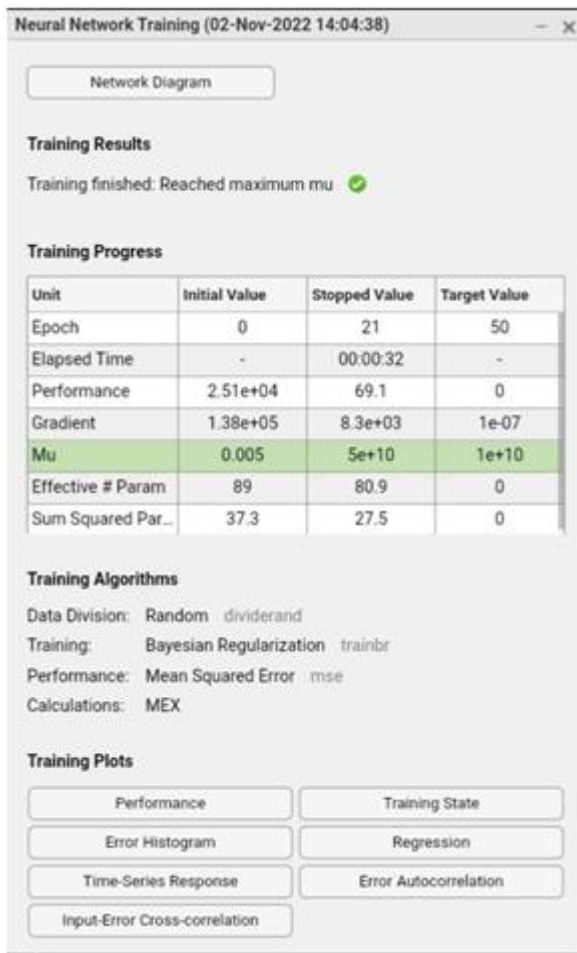 Neural Network Training (02-Nov-2022 14:04:38)
Network Diagram
Training Results
Training finished: Reached maximum mu
Training Progress
Unit Initial Value Stopped Value Target Value
Epoch 0 21 50
Elapsed Time - 00:00:32 -
Performance 2.51e+04 69.1 0
Gradient 1.38e+05 8.3e+03 1e-07
Mu 0.005 5e+10 1e+10
Effective # Param 89 80.9 0
Sum Squared Par... 37.3 27.5 0
Training Algorithms
Data Division: Random dividerand
Training: Bayesian Regularization trainbr
Performance: Mean Squared Error mse
Calculations: MEX
Training Plots
Performance Training State
Error Histogram Regression
Time-Series Response Error Autocorrelation
Input-Error Cross-correlation